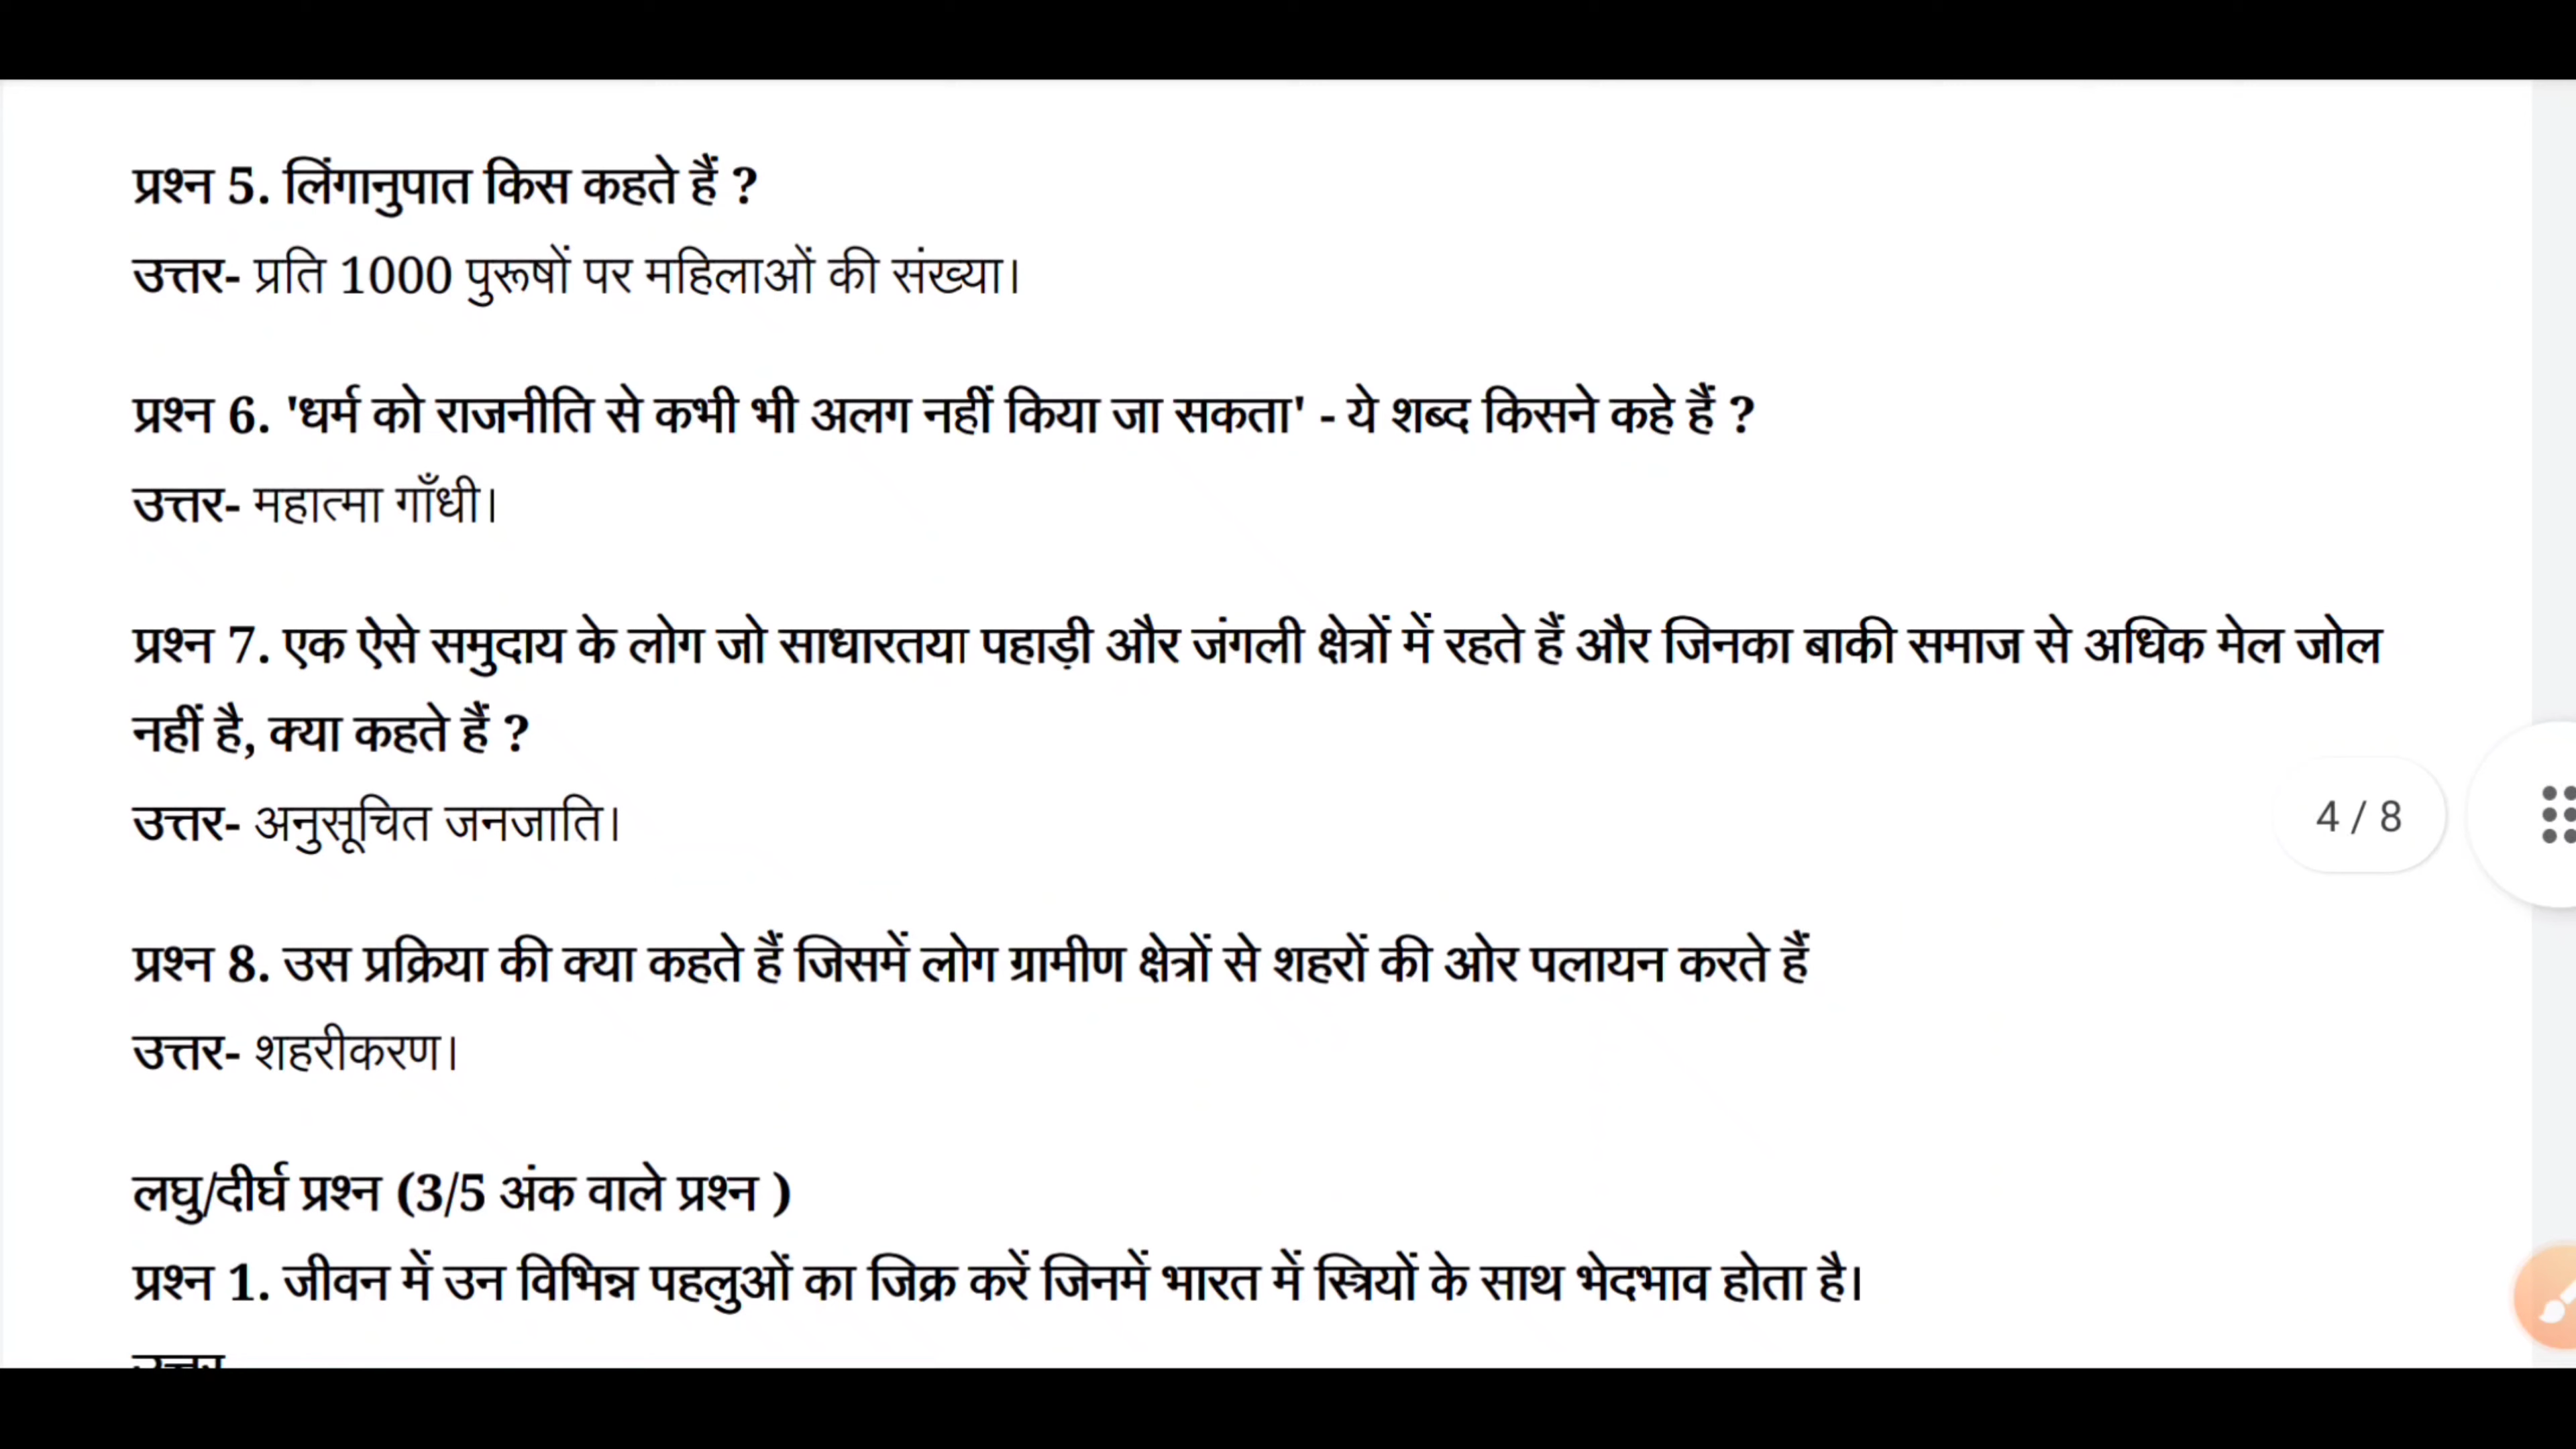 प्रश्न 5. लिंगानुपात किस कहते हैं ?
उत्तर- प्रति 1000 पुरूषों पर महिलाओं की संख्या।
प्रश्न 6. 'धर्म को राजनीति से कभी भी अलग नहीं किया जा सकता' - ये शब्द किसने कहे हैं ?
उत्तर- महात्मा गाँधी।
प्रश्न 7. एक ऐसे समुदाय के लोग जो साधारतया पहाड़ी और जंगली क्षेत्रों में रहते हैं और जिनका बाकी समाज से अधिक मेल जोल
नहीं है, क्या कहते हैं ?
4 / 8
उत्तर- अनुसूचित जनजाति।
प्रश्न 8. उस प्रक्रिया की क्या कहते हैं जिसमें लोग ग्रामीण क्षेत्रों से शहरों की ओर पलायन करते हैं
उत्तर- शहरीकरण।
लघु/दीर्घ प्रश्न (3/5 अंक वाले प्रश्न )
प्रश्न 1. जीवन में उन विभिन्न पहलुओं का जिक्र करें जिनमें भारत में स्त्रियों के साथ भेदभाव होता है।